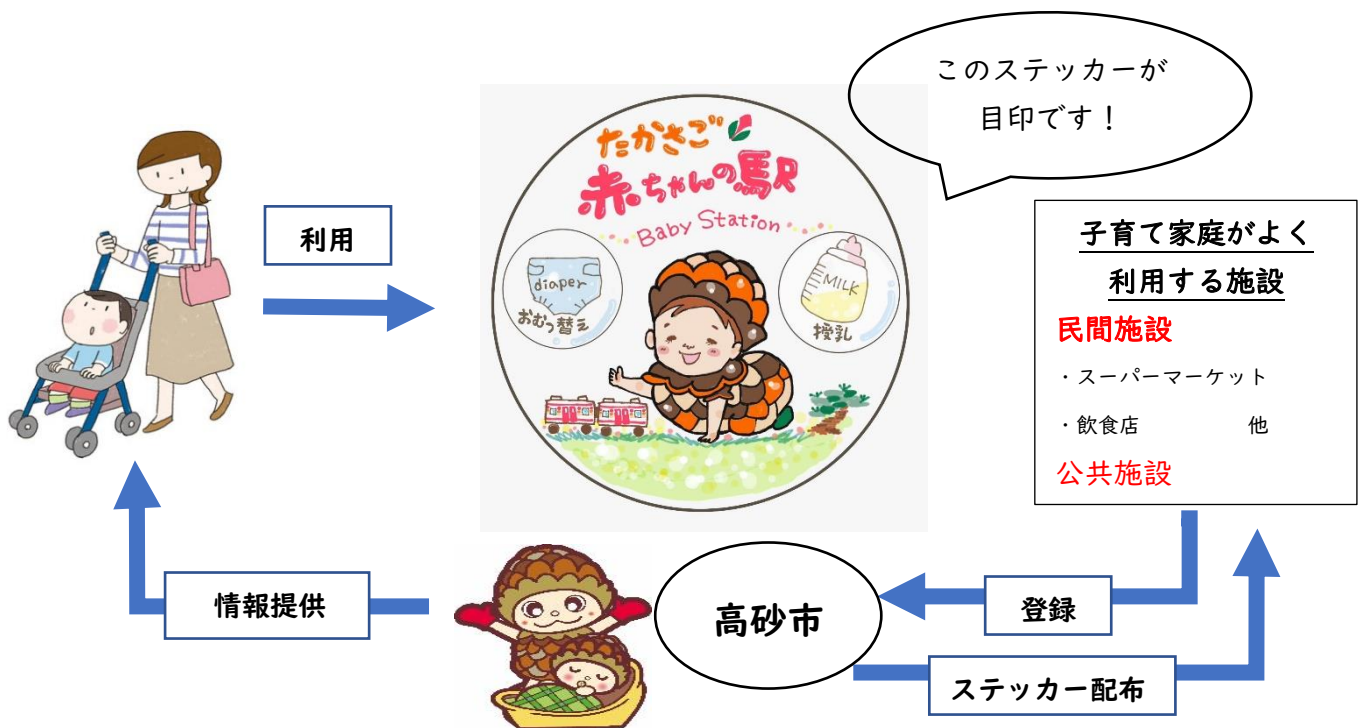 このステッカーが
目印です！
たかさご
赤ちゃんの駅
Baby Station
diaper
おむつ替え
MILK
授乳
利用
子育て家庭がよく
利用する施設
民間施設
・スーパーマーケット
・飲食店 他
公共施設
情報提供
高砂市
登録
ステッカー配布